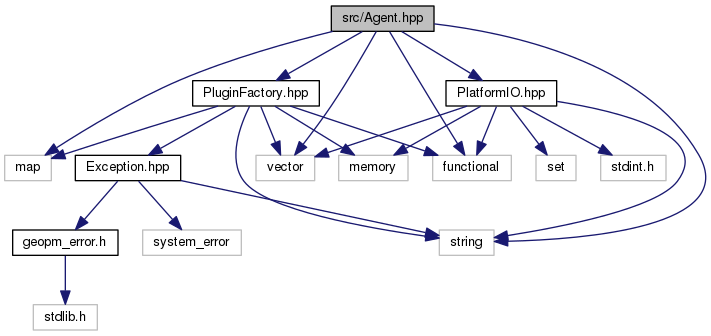 src/Agent.hpp
PluginFactory.hpp
PlatformIO.hpp
map
Exception.hpp
vector
memory
functional
set
stdint.h
geopm_error.h
system_error
string
stdlib.h